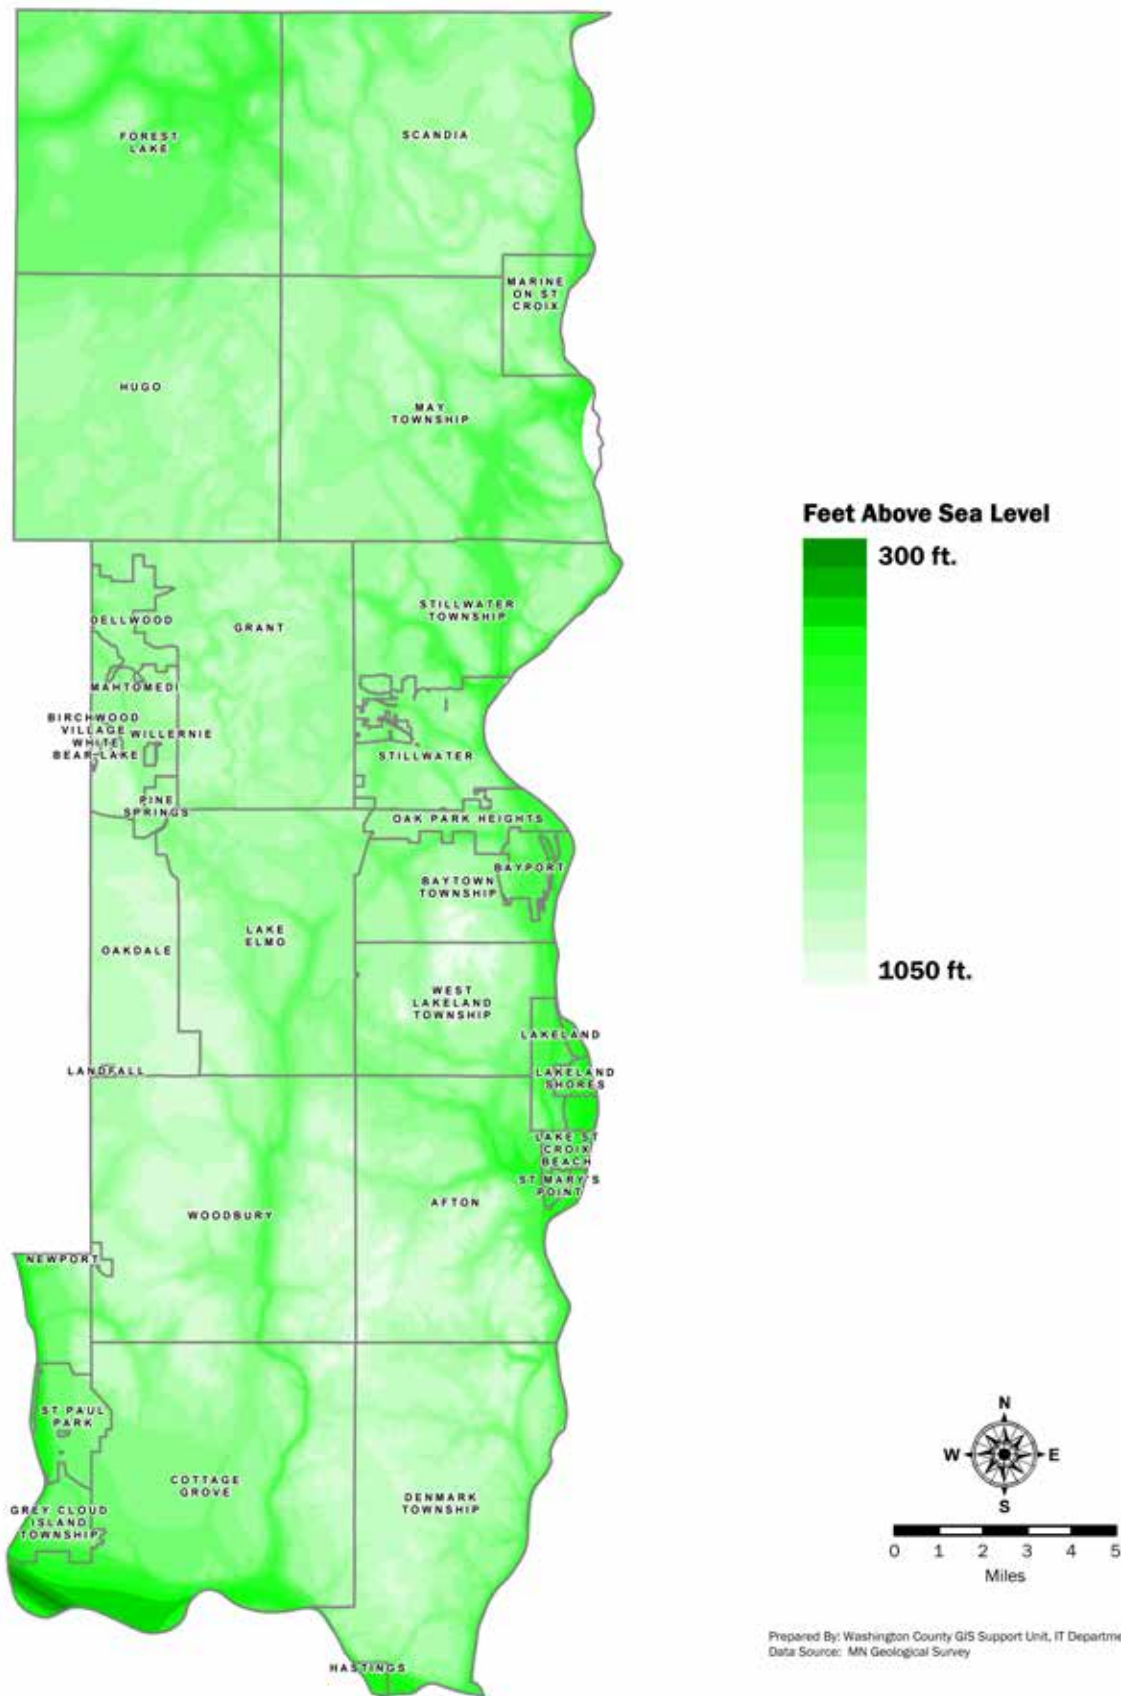 FOREST
LAKE
SCANDIA
MARINE
ON ST
CROIX
HUGO
MAY
TOWNSHIP
Feet Above Sea Level
300 ft.
1050 ft.
DELLWOOD
GRANT
STILLWATER
TOWNSHIP
MAHTOMEDI
BIRCHWOOD
VILLAGE
WILLERNIE
WHITE
BEAR LAKE
STILLWATER
PINE
SPRINGS
OAK PARK HEIGHTS
BAYPORT
BAYTOWN
TOWNSHIP
LAKE
ELMO
OAKDALE
WEST
LAKELAND
TOWNSHIP
LAKELAND
LANDFALL
LAKELAND
SHORES
LAKE ST
CROIX
BEACH
ST MARY'S
POINT
AFTON
WOODBURY
NEWPORT
ST PAUL
PARK
COTTAGE
GROVE
DENMARK
TOWNSHIP
GREY CLOUD
ISLAND
TOWNSHIP
HASTINGS
N
W E
S
0 1 2 3 4 5
Miles
Prepared By: Washington County GIS Support Unit, IT Departme
Data Source: MN Geological Survey